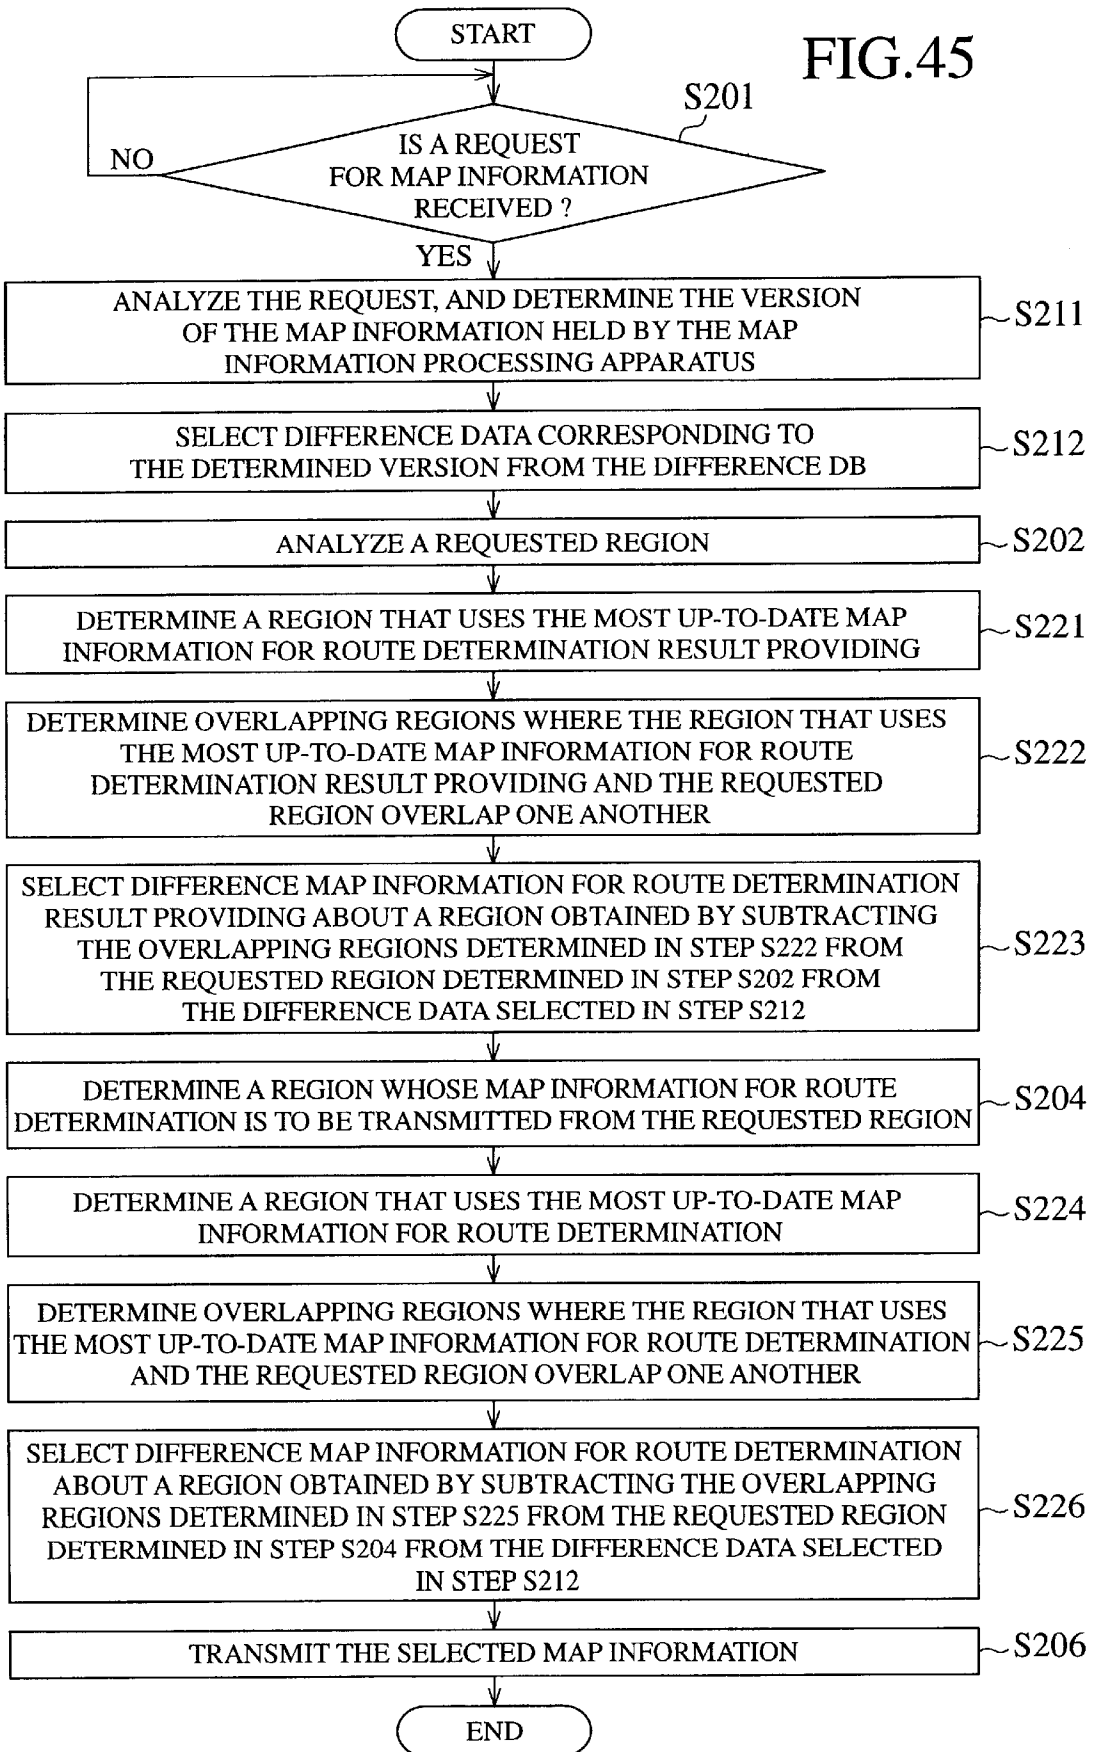 START
FIG.45
S201
IS A REQUEST
FOR MAP INFORMATION
RECEIVED ?
NO
YES
ANALYZE THE REQUEST, AND DETERMINE THE VERSION
OF THE MAP INFORMATION HELD BY THE MAP
INFORMATION PROCESSING APPARATUS
S211
SELECT DIFFERENCE DATA CORRESPONDING TO
THE DETERMINED VERSION FROM THE DIFFERENCE DB
S212
ANALYZE A REQUESTED REGION
S202
DETERMINE A REGION THAT USES THE MOST UP-TO-DATE MAP
INFORMATION FOR ROUTE DETERMINATION RESULT PROVIDING
S221
DETERMINE OVERLAPPING REGIONS WHERE THE REGION THAT USES
THE MOST UP-TO-DATE MAP INFORMATION FOR ROUTE
DETERMINATION RESULT PROVIDING AND THE REQUESTED
REGION OVERLAP ONE ANOTHER
S222
SELECT DIFFERENCE MAP INFORMATION FOR ROUTE DETERMINATION
RESULT PROVIDING ABOUT A REGION OBTAINED BY SUBTRACTING
THE OVERLAPPING REGIONS DETERMINED IN STEP S222 FROM
THE REQUESTED REGION DETERMINED IN STEP S202 FROM
THE DIFFERENCE DATA SELECTED IN STEP S212
S223
DETERMINE A REGION WHOSE MAP INFORMATION FOR ROUTE
DETERMINATION IS TO BE TRANSMITTED FROM THE REQUESTED REGION
S204
DETERMINE A REGION THAT USES THE MOST UP-TO-DATE MAP
INFORMATION FOR ROUTE DETERMINATION
S224
DETERMINE OVERLAPPING REGIONS WHERE THE REGION THAT USES
THE MOST UP-TO-DATE MAP INFORMATION FOR ROUTE DETERMINATION
AND THE REQUESTED REGION OVERLAP ONE ANOTHER
S225
SELECT DIFFERENCE MAP INFORMATION FOR ROUTE DETERMINATION
ABOUT A REGION OBTAINED BY SUBTRACTING THE OVERLAPPING
REGIONS DETERMINED IN STEP S225 FROM THE REQUESTED REGION
DETERMINED IN STEP S204 FROM THE DIFFERENCE DATA SELECTED
IN STEP S212
S226
TRANSMIT THE SELECTED MAP INFORMATION
S206
END